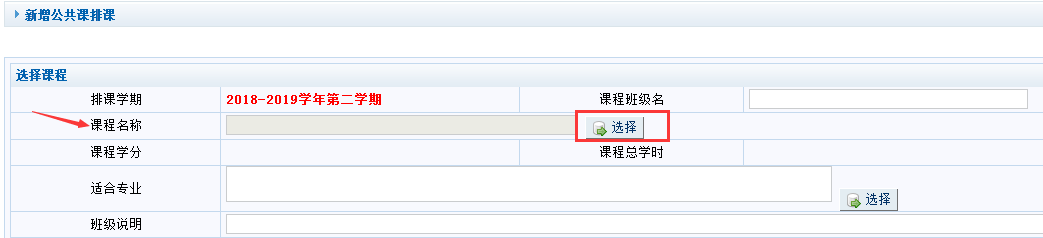 新增公共课排课
选择课程
排课学期 2018-2019学年第二学期 课程班级名
课程名称 选择
课程学分 课程总学时
适合专业 选择
班级说明